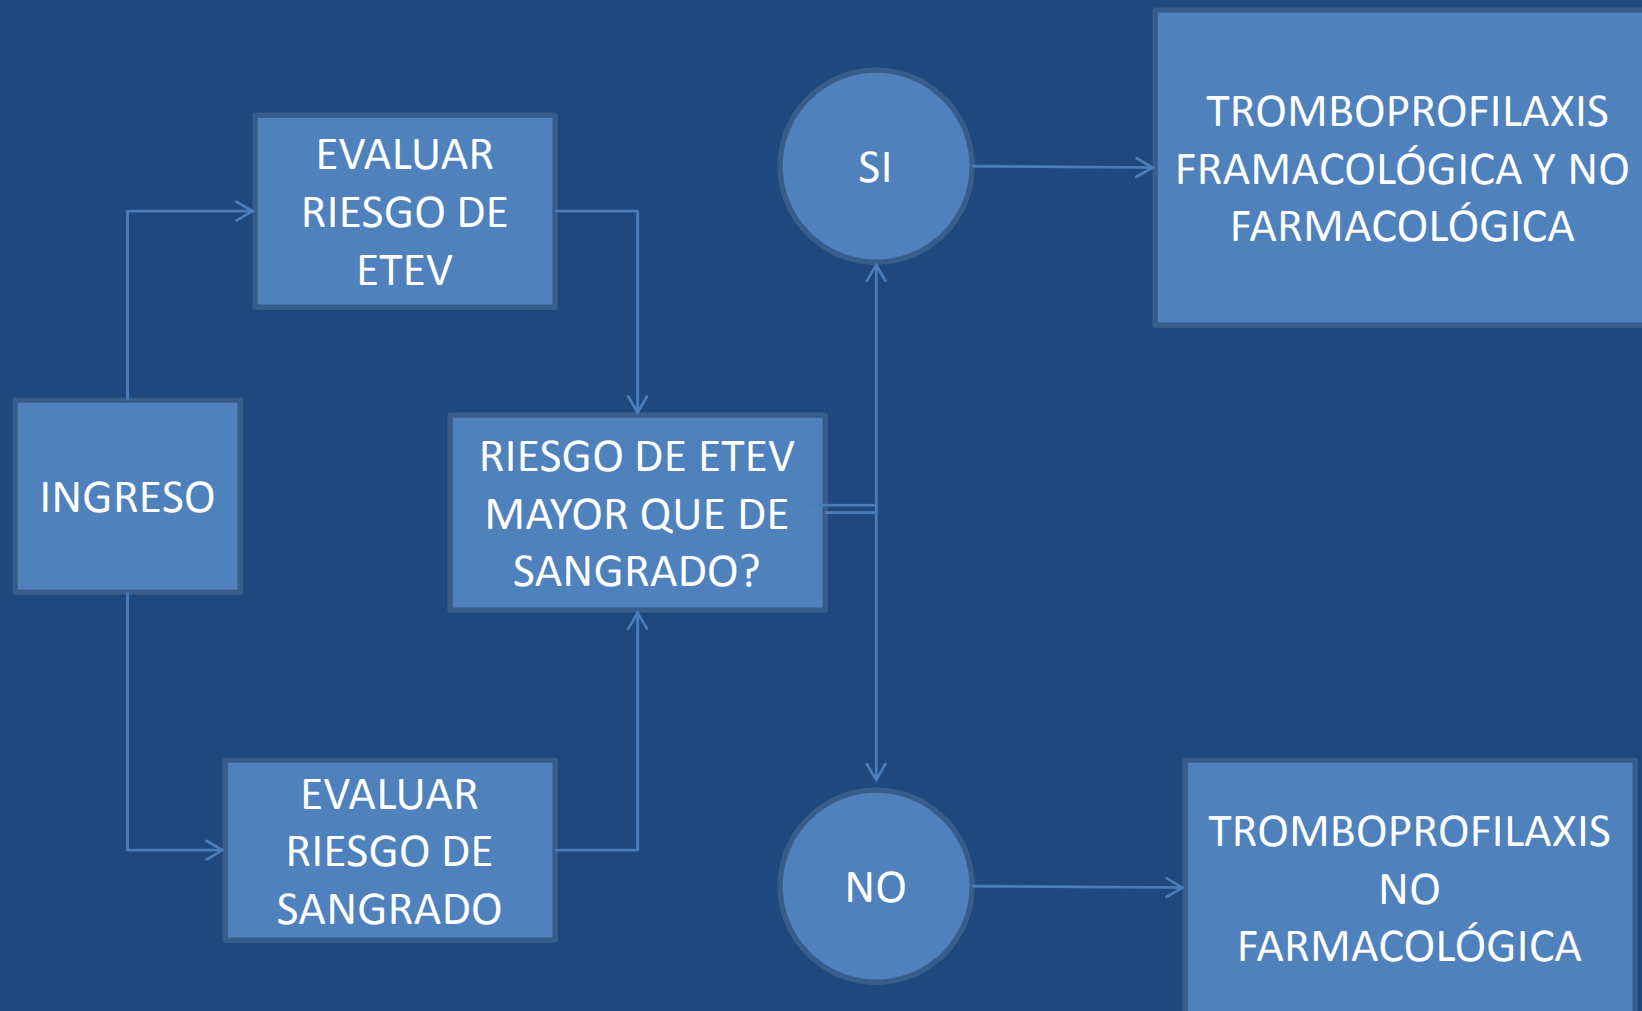 INGRESO
EVALUAR
RIESGO DE
ETEV
EVALUAR
RIESGO DE
SANGRADO
RIESGO DE ETEV
MAYOR QUE DE
SANGRADO?
SI
TROMBOPROFILAXIS
FRAMACOLÓGICA Y NO
FARMACOLÓGICA
NO
TROMBOPROFILAXIS
NO
FARMACOLÓGICA